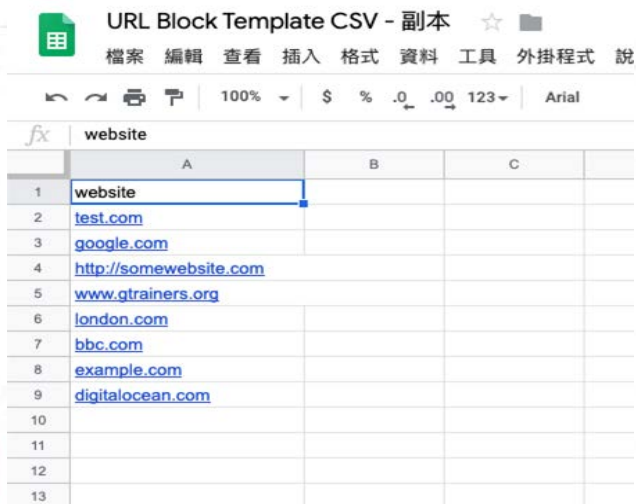 URL Block Template CSV - 副本
檔案 編輯 查看 插入 格式 資料 工具 外掛程式 說
100% $ % .0 .00 123 Arial
fx website
A B C
1 website
2 test.com
3 google.com
4 http://somewebsite.com
5 www.gtrainers.org
6 london.com
7 bbc.com
8 example.com
9 digitalocean.com
10
11
12
13